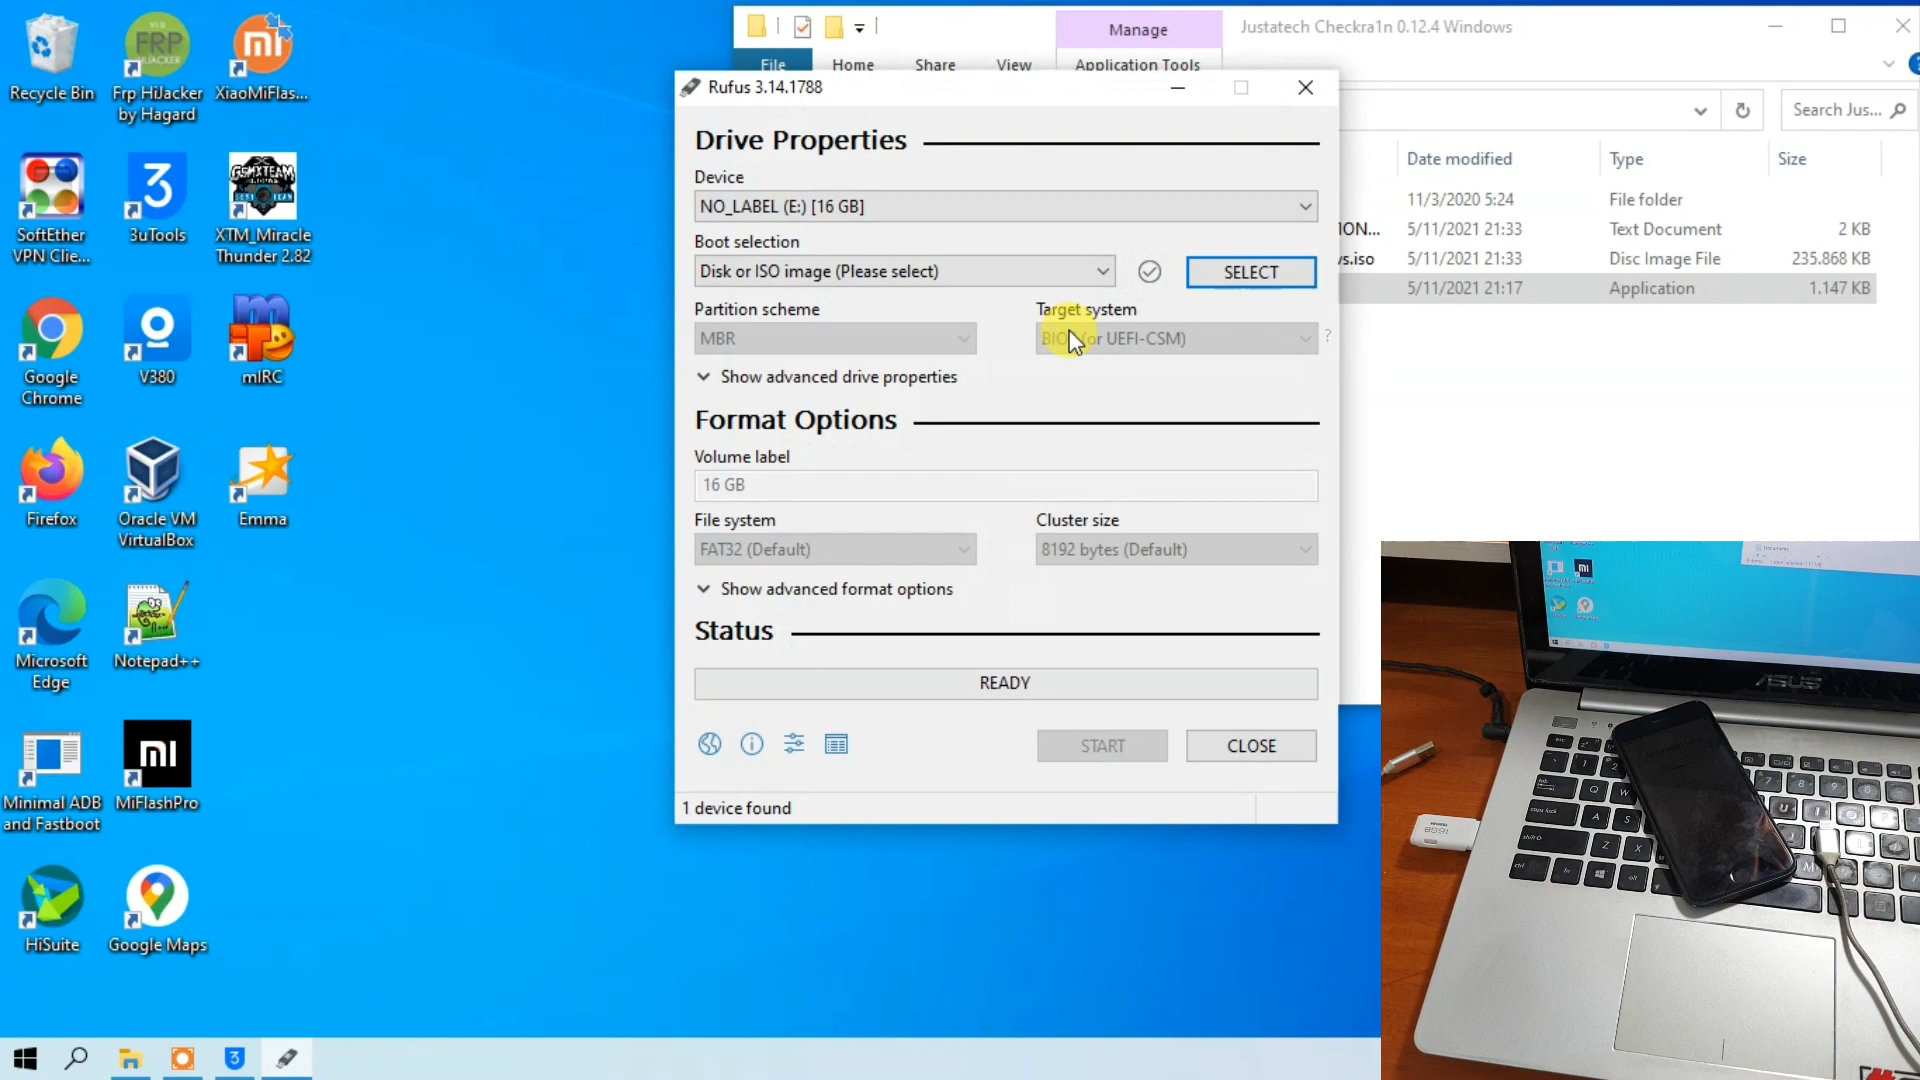 Recycle Bin
Frp HiJacker
by Hagard
XiaoMiFlas...
SoftEther
VPN Clie...
3uTools
XTM_Miracle
Thunder 2.82
Google
Chrome
V380
mIRC
Firefox
Oracle VM
VirtualBox
Emma
Microsoft
Edge
Notepad++
Minimal ADB
and Fastboot
MiFlashPro
HiSuite
Google Maps
Manage
Justatech Checkra1n 0.12.4 Windows
File
Home
Share
View
Application Tools
Search Jus...
Date modified
Type
Size
11/3/2020 5:24
File folder
ION...
5/11/2021 21:33
Text Document
2 KB
vs.iso
5/11/2021 21:33
Disc Image File
235.868 KB
5/11/2021 21:17
Application
1.147 KB
Rufus 3.14.1788
Drive Properties
Device
NO_LABEL (E:) [16 GB]
Boot selection
Disk or ISO image (Please select)
SELECT
Partition scheme
Target system
MBR
BIOS (or UEFI-CSM)
?
Show advanced drive properties
Format Options
Volume label
16 GB
File system
Cluster size
FAT32 (Default)
8192 bytes (Default)
Show advanced format options
Status
READY
START
CLOSE
1 device found
ASUS
16GB